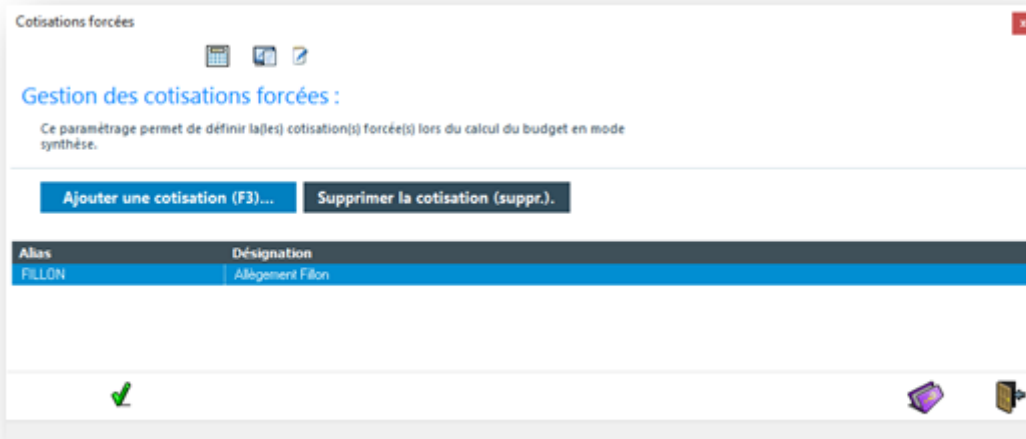 Cotisations forcées
Gestion des cotisations forcées :
Ce paramétrage permet de définir la(les) cotisation(s) forcée(s) lors du calcul du budget en mode
synthèse.
Ajouter une cotisation (F3)... Supprimer la cotisation (suppr.).
Alias Désignation
FILLON Allègement Fillon